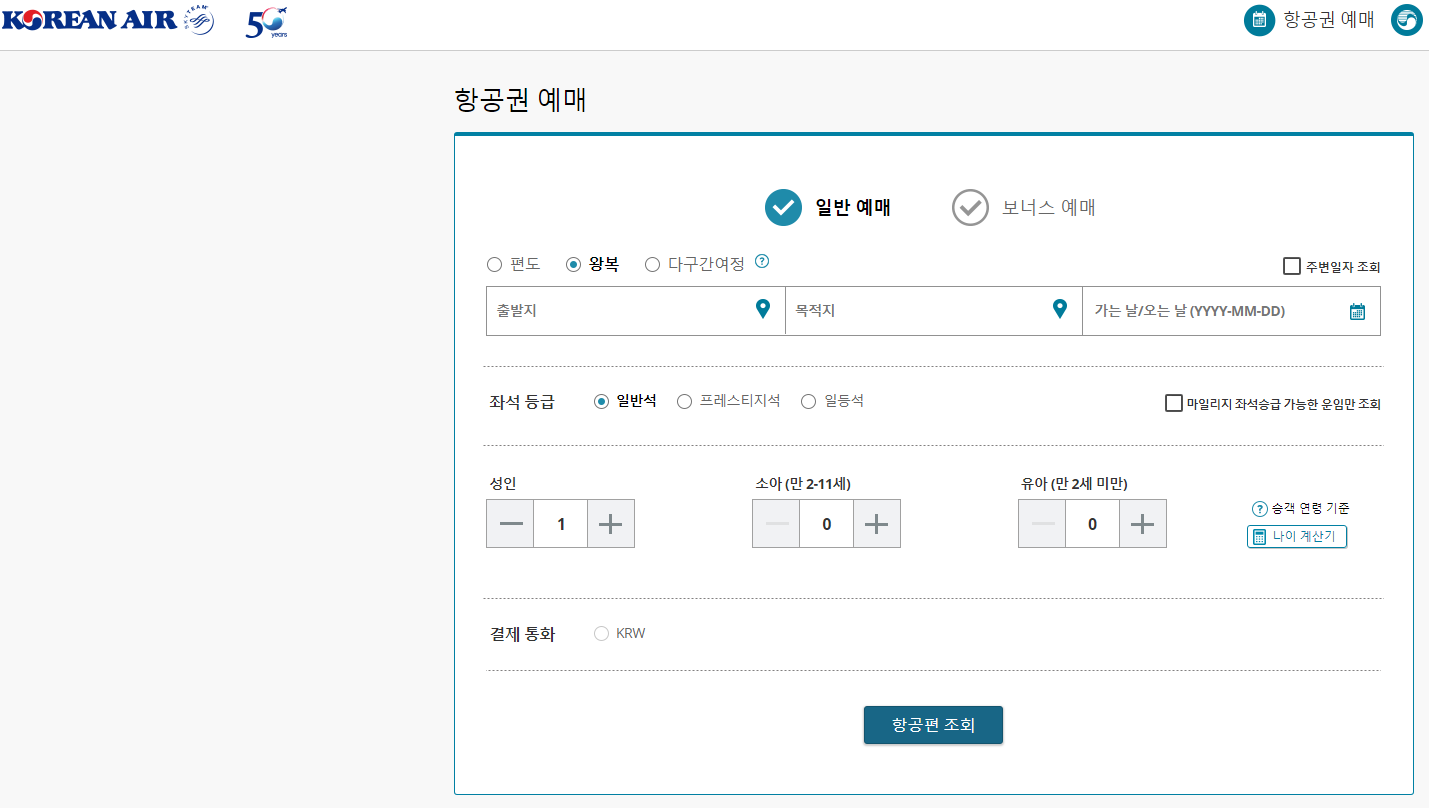 KOREAN AIR SKYTEAM 50 years 항공권 예매
항공권 예매
일반 예매 보너스 예매
편도 왕복 다구간여정 ? 주변일자 조회
출발지 목적지 가는 날/오는 날 (YYYY-MM-DD)
좌석 등급 일반석 프레스티지석 일등석 마일리지 좌석승급 가능한 운임만 조회
성인 소아 (만 2-11세) 유아 (만 2세 미만)
? 승객 연령 기준
1 0 0
나이 계산기
결제 통화 KRW
항공편 조회